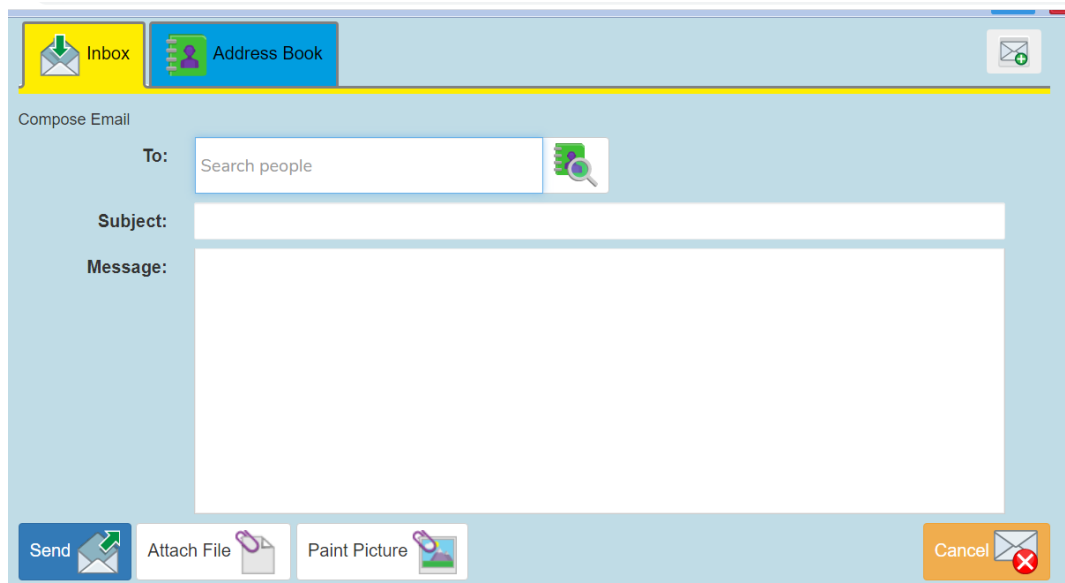 Inbox
Address Book
Compose Email
To:
Search people
Subject:
Message:
Send
Attach File
Paint Picture
Cancel